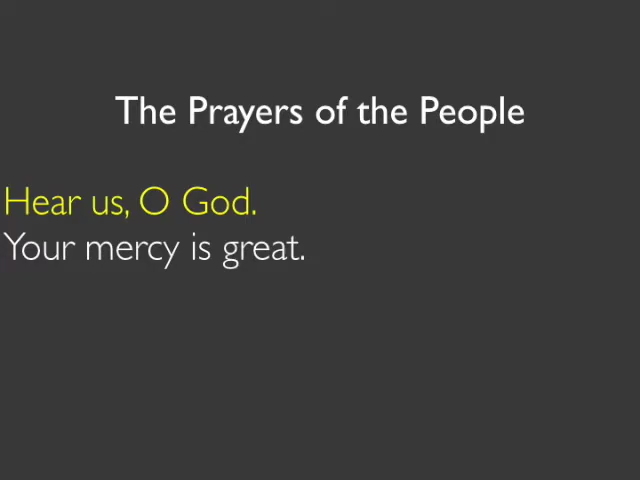 The Prayers of the People
Hear us, O God.
Your mercy is great.